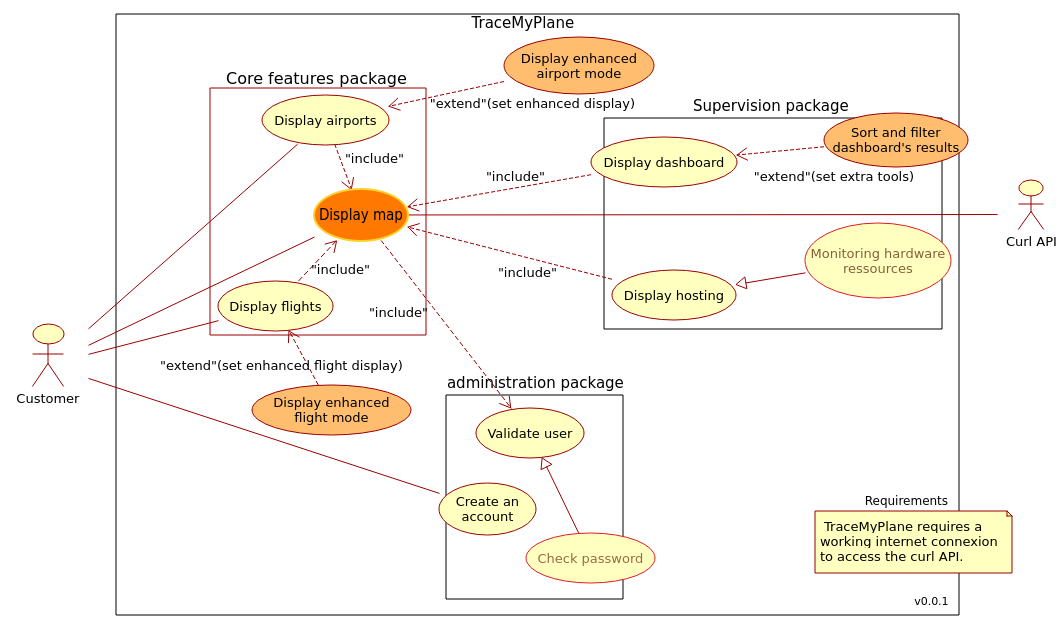 TraceMyPlane
Display enhanced
airport mode
Core features package
"extend"(set enhanced display)
Supervision package
Display airports
Sort and filter
dashboard's results
"include"
Display dashboard
"include"
"extend"(set extra tools)
Display map
Curl API
Monitoring hardware
ressources
"include"
"include"
Display hosting
Display flights
"include"
"extend"(set enhanced flight display)
Customer
administration package
Display enhanced
flight mode
Validate user
Create an
account
Requirements
TraceMyPlane requires a
working internet connexion
to access the curl API.
Check password
v0.0.1